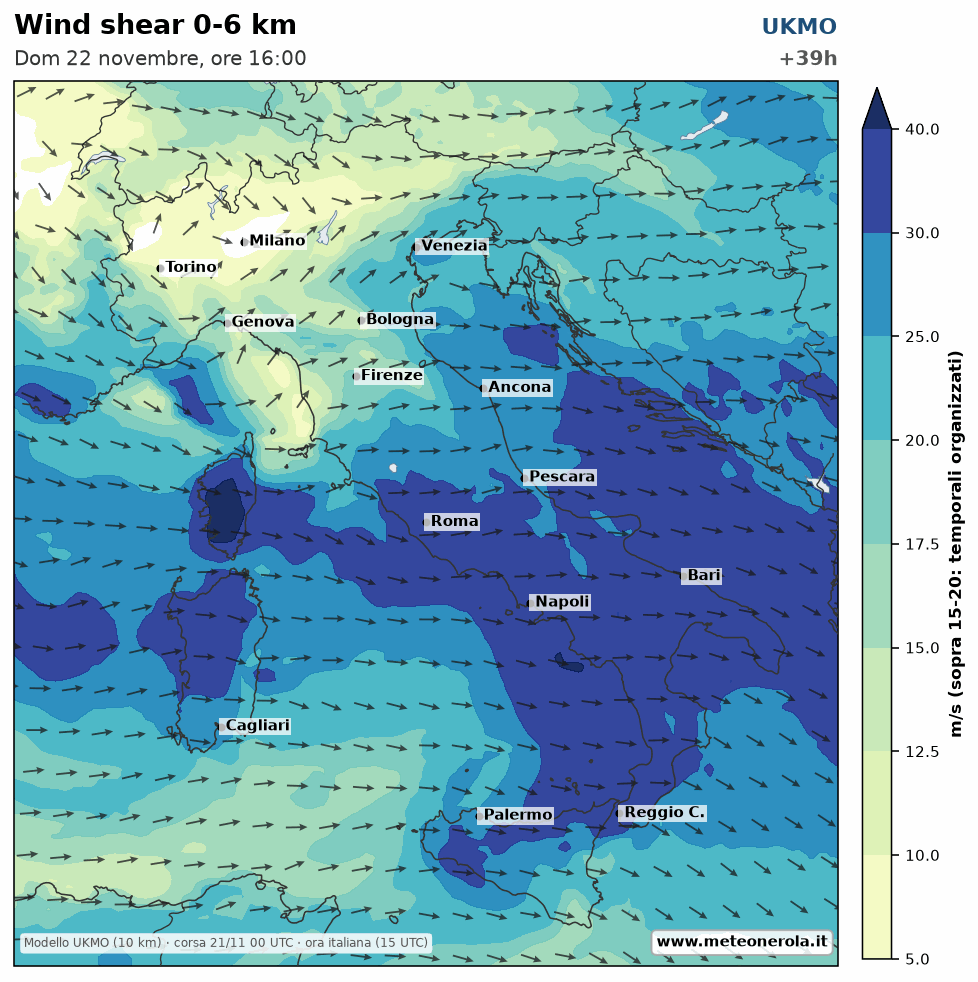 Wind shear 0-6 km
UKMO
Dom 22 novembre, ore 16:00
+39h
40.0
30.0
25.0
20.0
17.5
15.0
12.5
10.0
5.0
m/s (sopra 15-20: temporali organizzati)
Milano
Venezia
Torino
Genova
Bologna
Firenze
Ancona
Pescara
Roma
Bari
Napoli
Cagliari
Palermo
Reggio C.
Modello UKMO (10 km) · corsa 21/11 00 UTC · ora italiana (15 UTC)
www.meteonerola.it